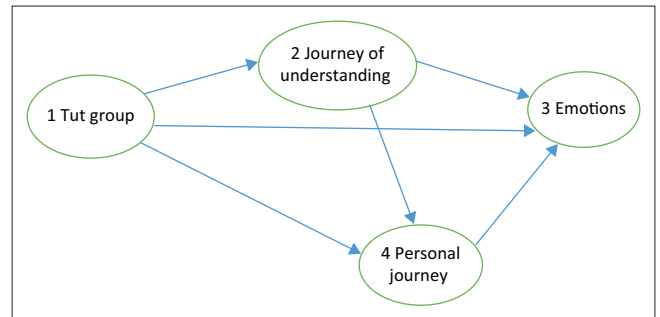 1 Tut group
2 Journey of
understanding
3 Emotions
4 Personal
journey